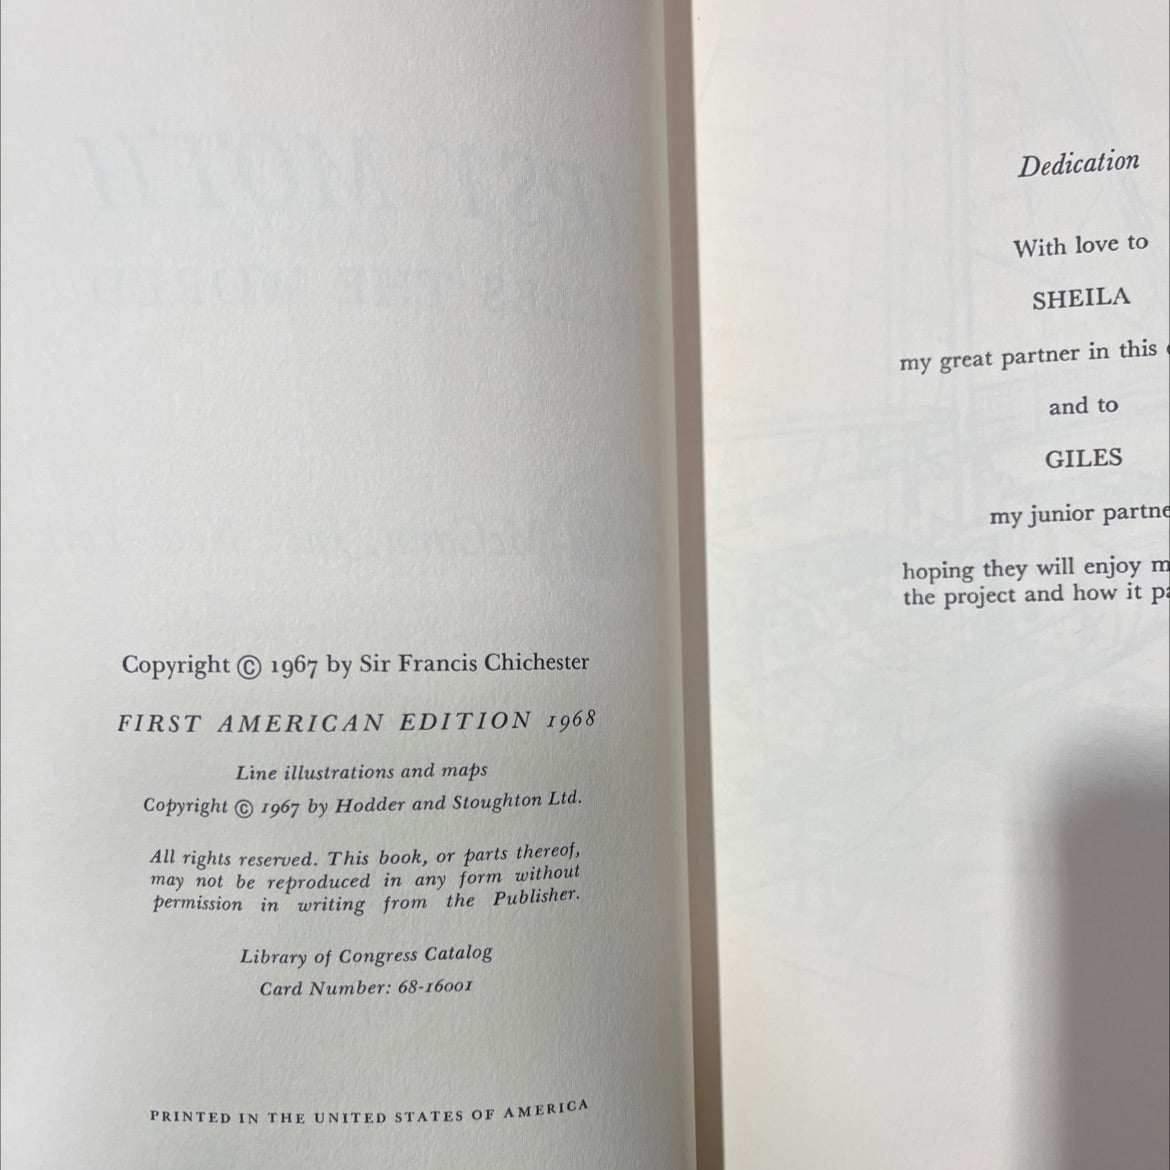 Copyright © 1967 by Sir Francis Chichester
FIRST AMERICAN EDITION 1968
Line illustrations and maps
Copyright © 1967 by Hodder and Stoughton Ltd.
All rights reserved. This book, or parts thereof,
may not be reproduced in any form without
permission in writing from the Publisher.
Library of Congress Catalog
Card Number: 68-16001
PRINTED IN THE UNITED STATES OF AMERICA
Dedication
With love to
SHEILA
my great partner in this
and to
GILES
my junior
hoping they will enjoy
the project and how it